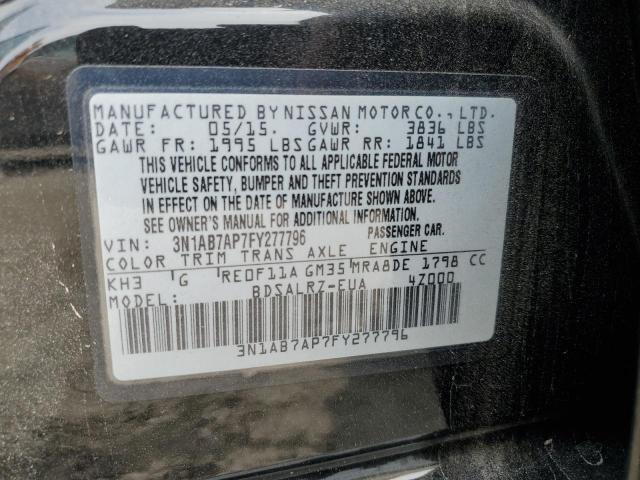 MANUFACTURED BY NISSAN MOTOR CO., LTD.
DATE: 05/15. GVWR: 3836 LBS
GAWR FR: 1995 LBS GAWR RR: 1841 LBS
THIS VEHICLE CONFORMS TO ALL APPLICABLE FEDERAL MOTOR
VEHICLE SAFETY, BUMPER AND THEFT PREVENTION STANDARDS
IN EFFECT ON THE DATE OF MANUFACTURE SHOWN ABOVE.
SEE OWNER'S MANUAL FOR ADDITIONAL INFORMATION.
VIN: 3N1AB7AP7FY277796 PASSENGER CAR.
COLOR TRIM TRANS AXLE ENGINE
KH3 G RE0F11A GM35 MRA8DE 1798 CC
MODEL: BDSALRZ-EUA 4Z000
3N1AB7AP7FY277796